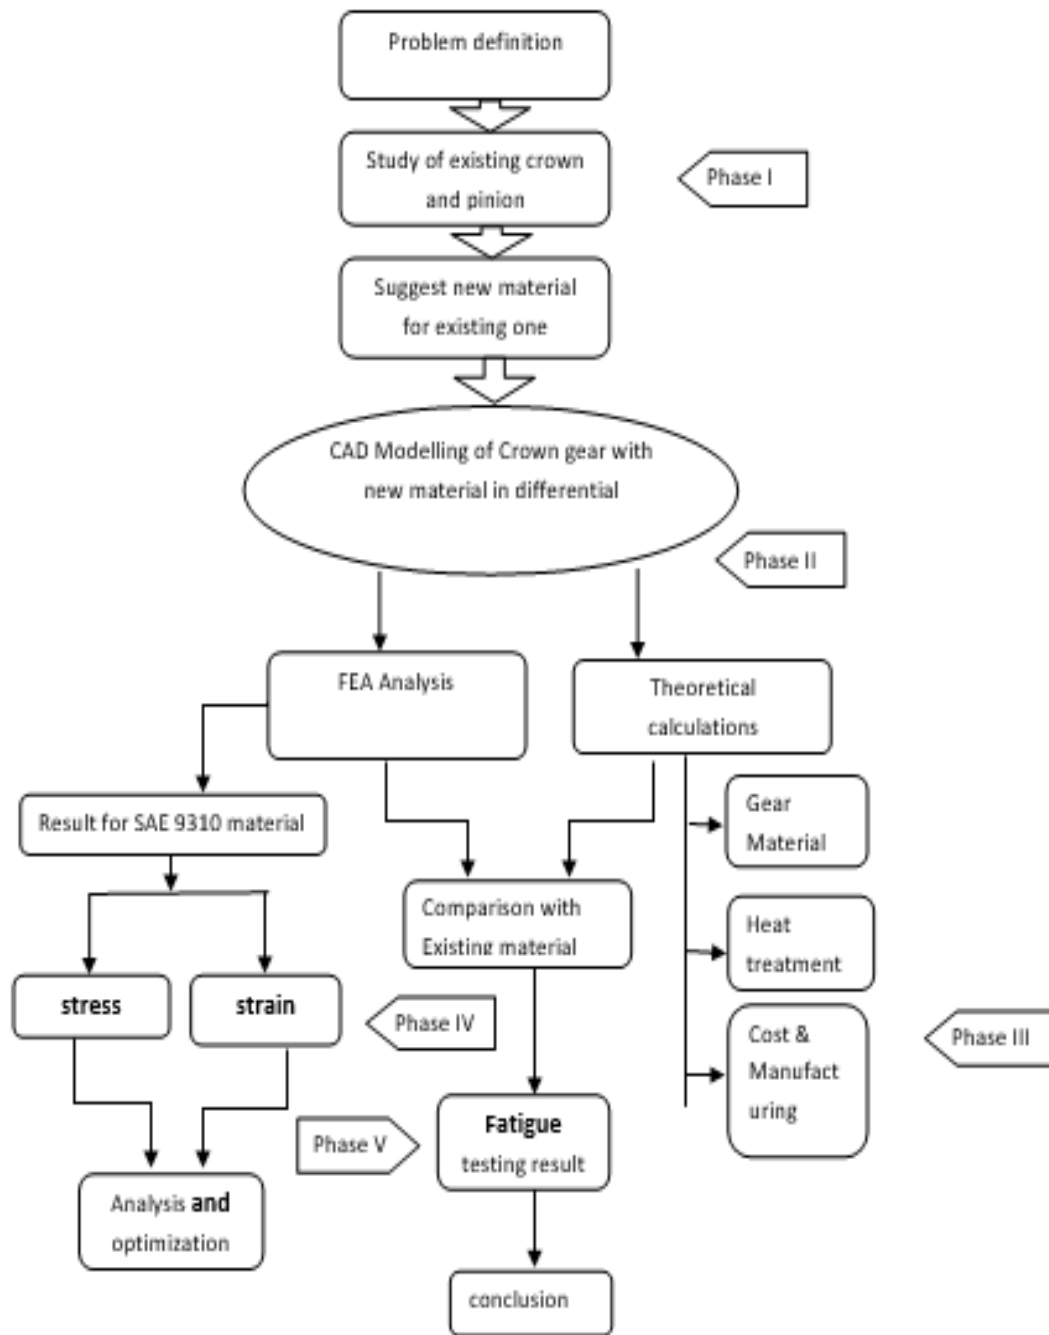 Problem definition
Study of existing crown
and pinion
Phase I
Suggest new material
for existing one
CAD Modelling of Crown gear with
new material in differential
Phase II
FEA Analysis
Theoretical
calculations
Result for SAE 9310 material
Gear
Material
Comparison with
Existing material
Heat
treatment
stress
strain
Phase IV
Cost &
Manufact
uring
Phase III
Phase V
Fatigue
testing result
Analysis and
optimization
conclusion